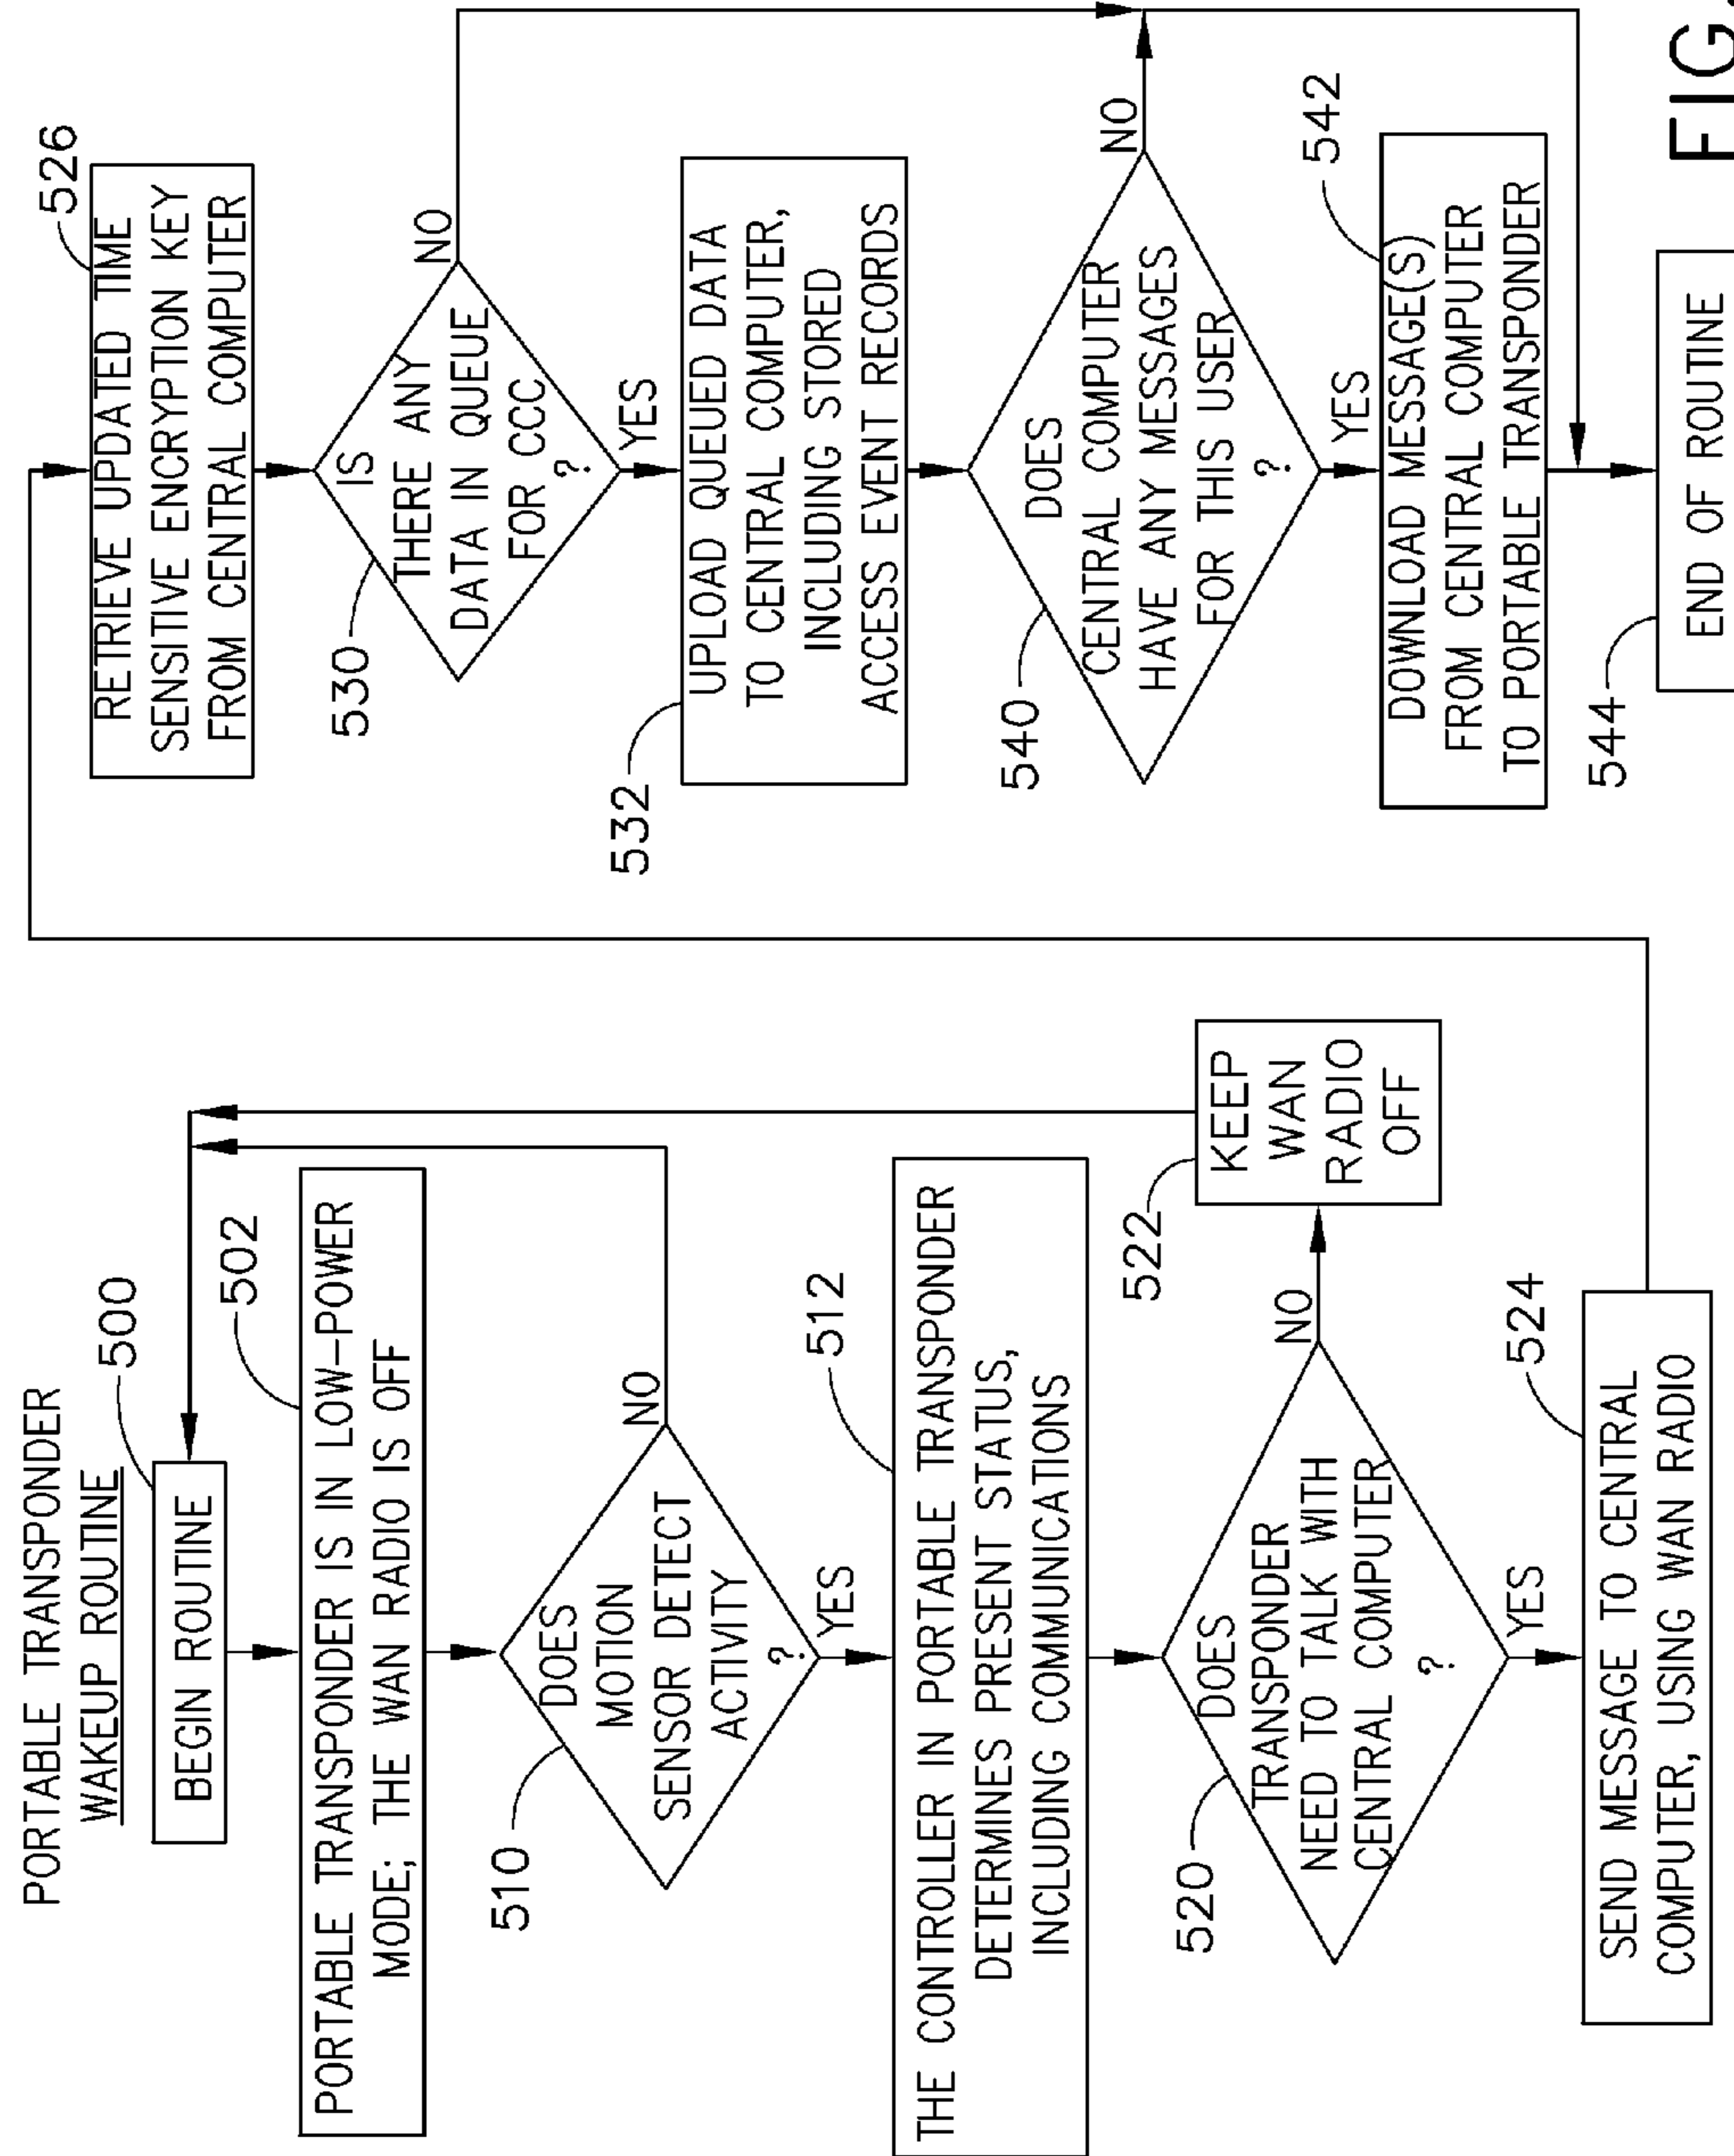 PORTABLE TRANSPONDER
WAKEUP ROUTINE
500
BEGIN ROUTINE
502
PORTABLE TRANSPONDER IS IN LOW-POWER
MODE; THE WAN RADIO IS OFF
510
DOES
MOTION
SENSOR DETECT
ACTIVITY
?
NO
YES
512
THE CONTROLLER IN PORTABLE TRANSPONDER
DETERMINES PRESENT STATUS,
INCLUDING COMMUNICATIONS
520
DOES
TRANSPONDER
NEED TO TALK WITH
CENTRAL COMPUTER
?
NO
522
KEEP
WAN
RADIO
OFF
YES
524
SEND MESSAGE TO CENTRAL
COMPUTER, USING WAN RADIO
526
RETRIEVE UPDATED TIME
SENSITIVE ENCRYPTION KEY
FROM CENTRAL COMPUTER
530
IS
THERE ANY
DATA IN QUEUE
FOR CCC
?
NO
YES
532
UPLOAD QUEUED DATA
TO CENTRAL COMPUTER,
INCLUDING STORED
ACCESS EVENT RECORDS
540
DOES
CENTRAL COMPUTER
HAVE ANY MESSAGES
FOR THIS USER
?
NO
YES
542
DOWNLOAD MESSAGE(S)
FROM CENTRAL COMPUTER
TO PORTABLE TRANSPONDER
544
END OF ROUTINE
FIG.